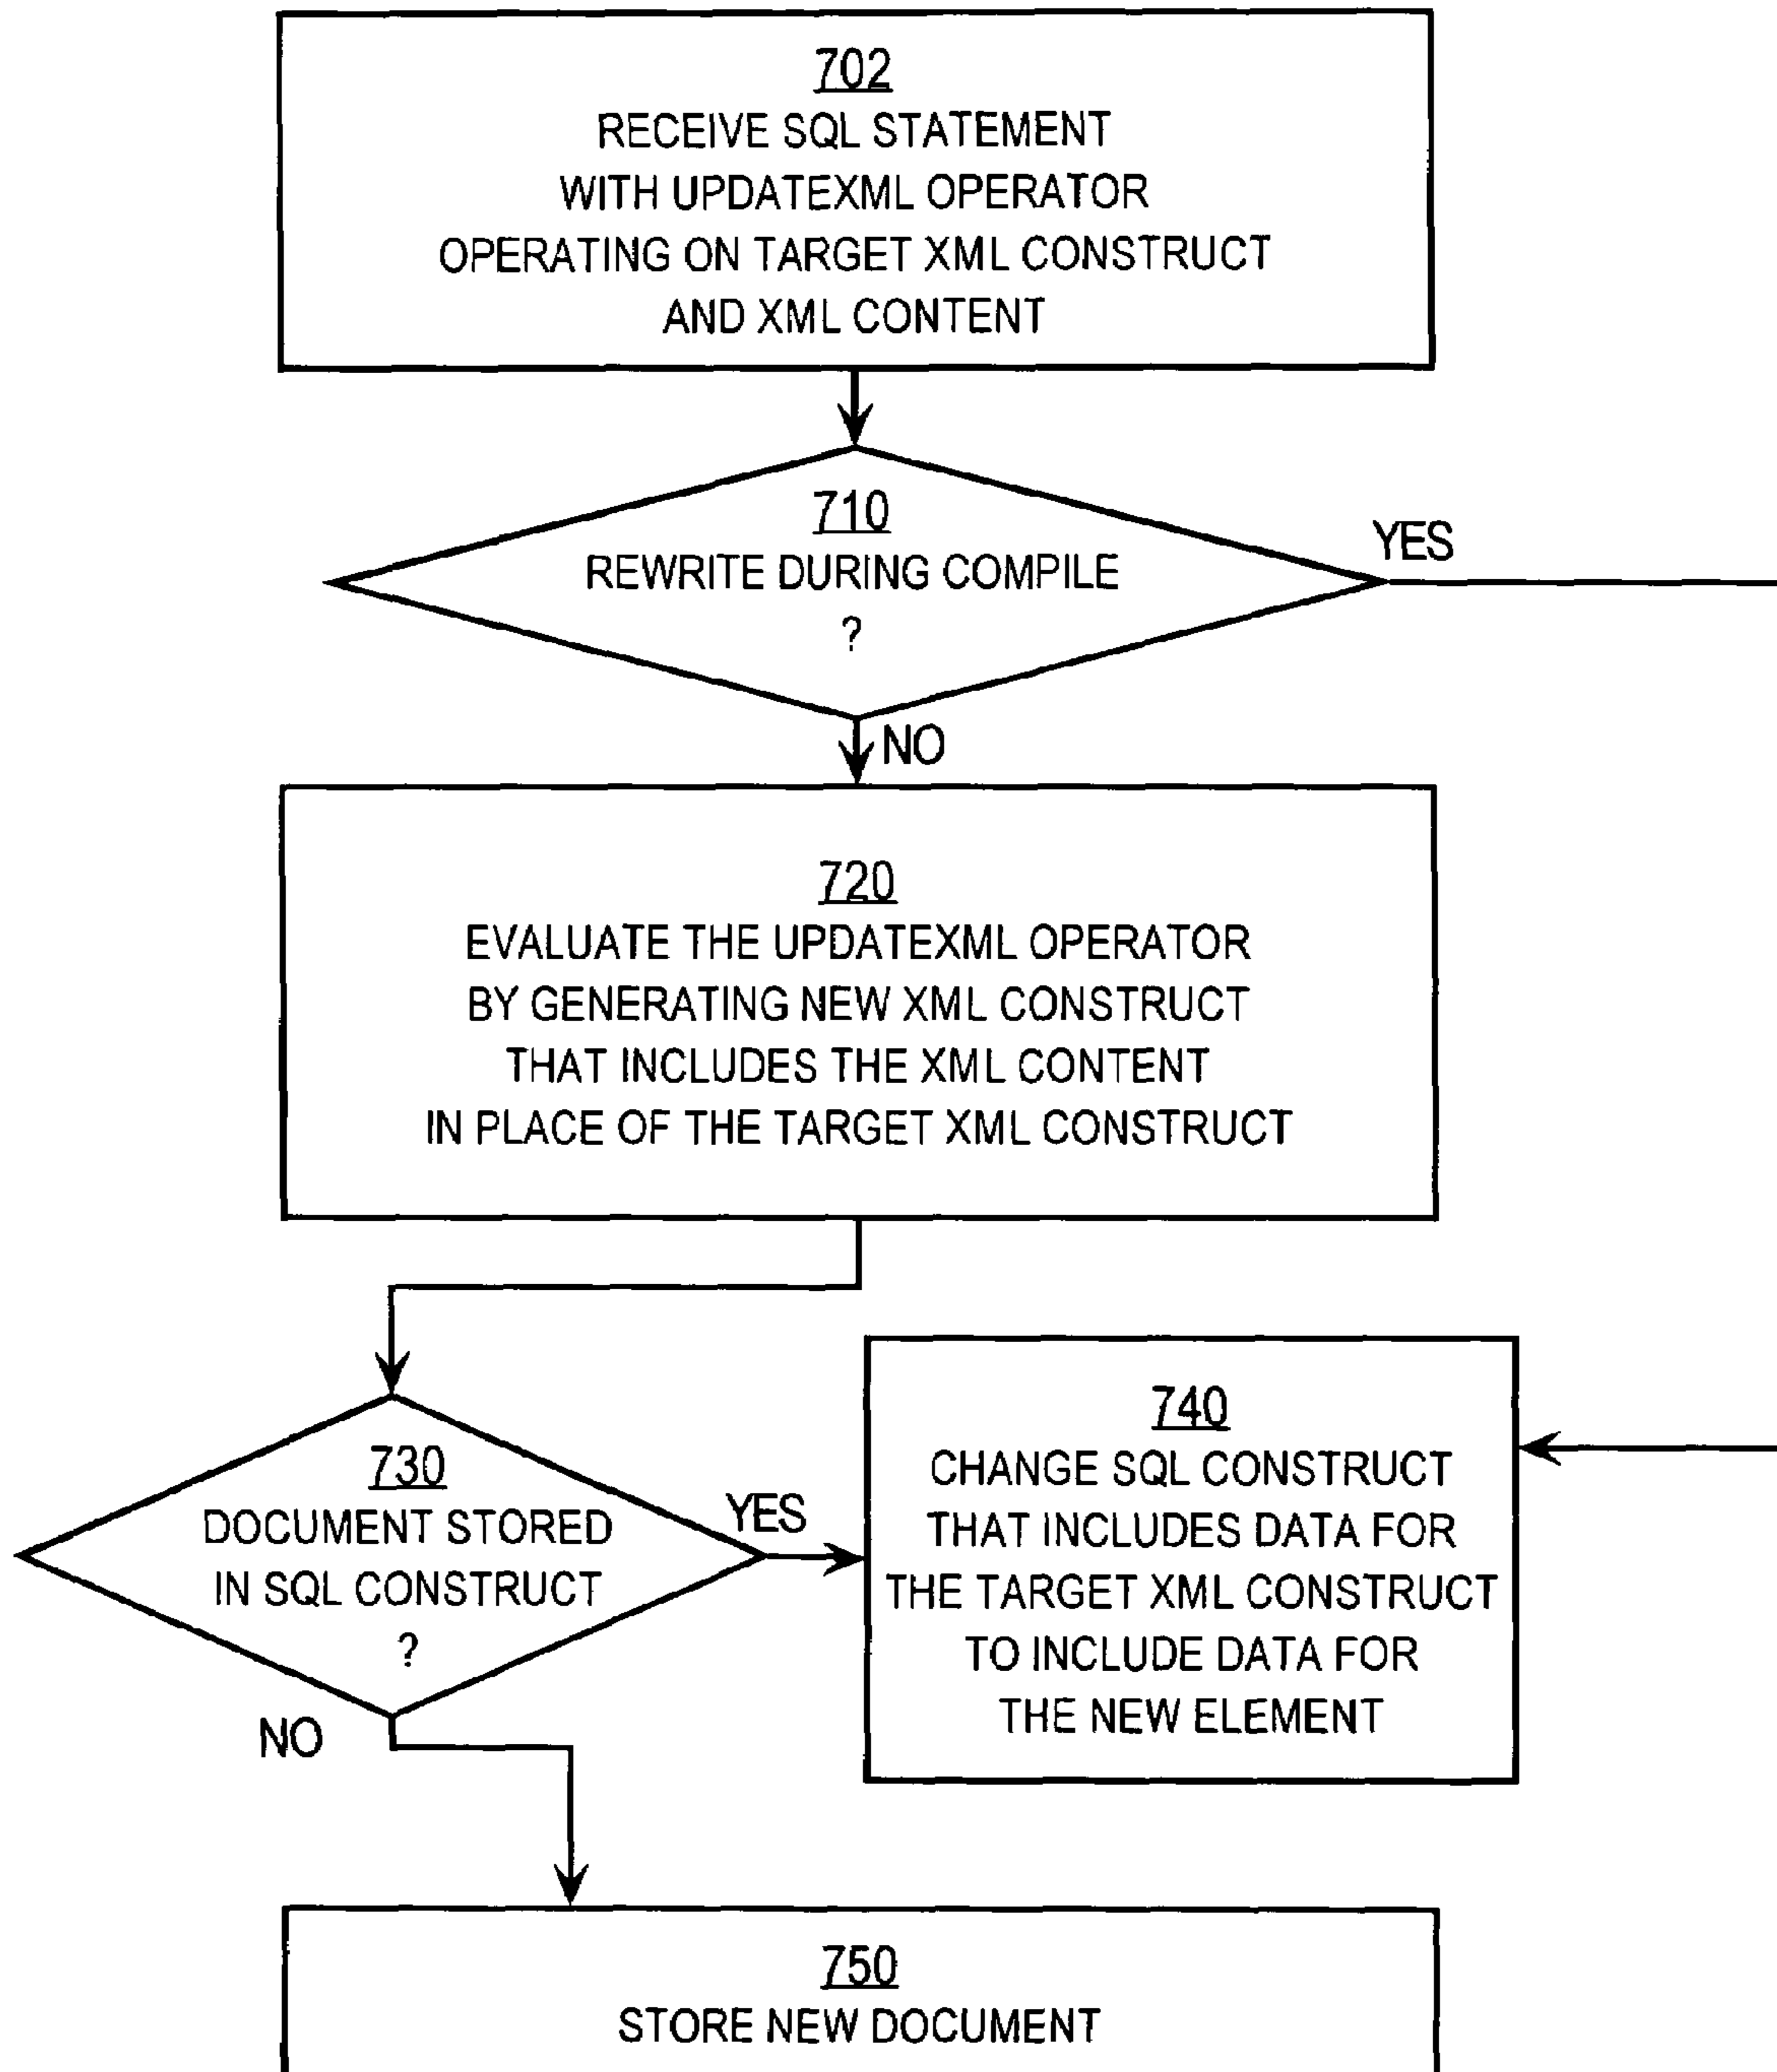 702
RECEIVE SQL STATEMENT
WITH UPDATEXML OPERATOR
OPERATING ON TARGET XML CONSTRUCT
AND XML CONTENT
710
REWRITE DURING COMPILE
?
YES
NO
720
EVALUATE THE UPDATEXML OPERATOR
BY GENERATING NEW XML CONSTRUCT
THAT INCLUDES THE XML CONTENT
IN PLACE OF THE TARGET XML CONSTRUCT
730
DOCUMENT STORED
IN SQL CONSTRUCT
?
YES
NO
740
CHANGE SQL CONSTRUCT
THAT INCLUDES DATA FOR
THE TARGET XML CONSTRUCT
TO INCLUDE DATA FOR
THE NEW ELEMENT
750
STORE NEW DOCUMENT